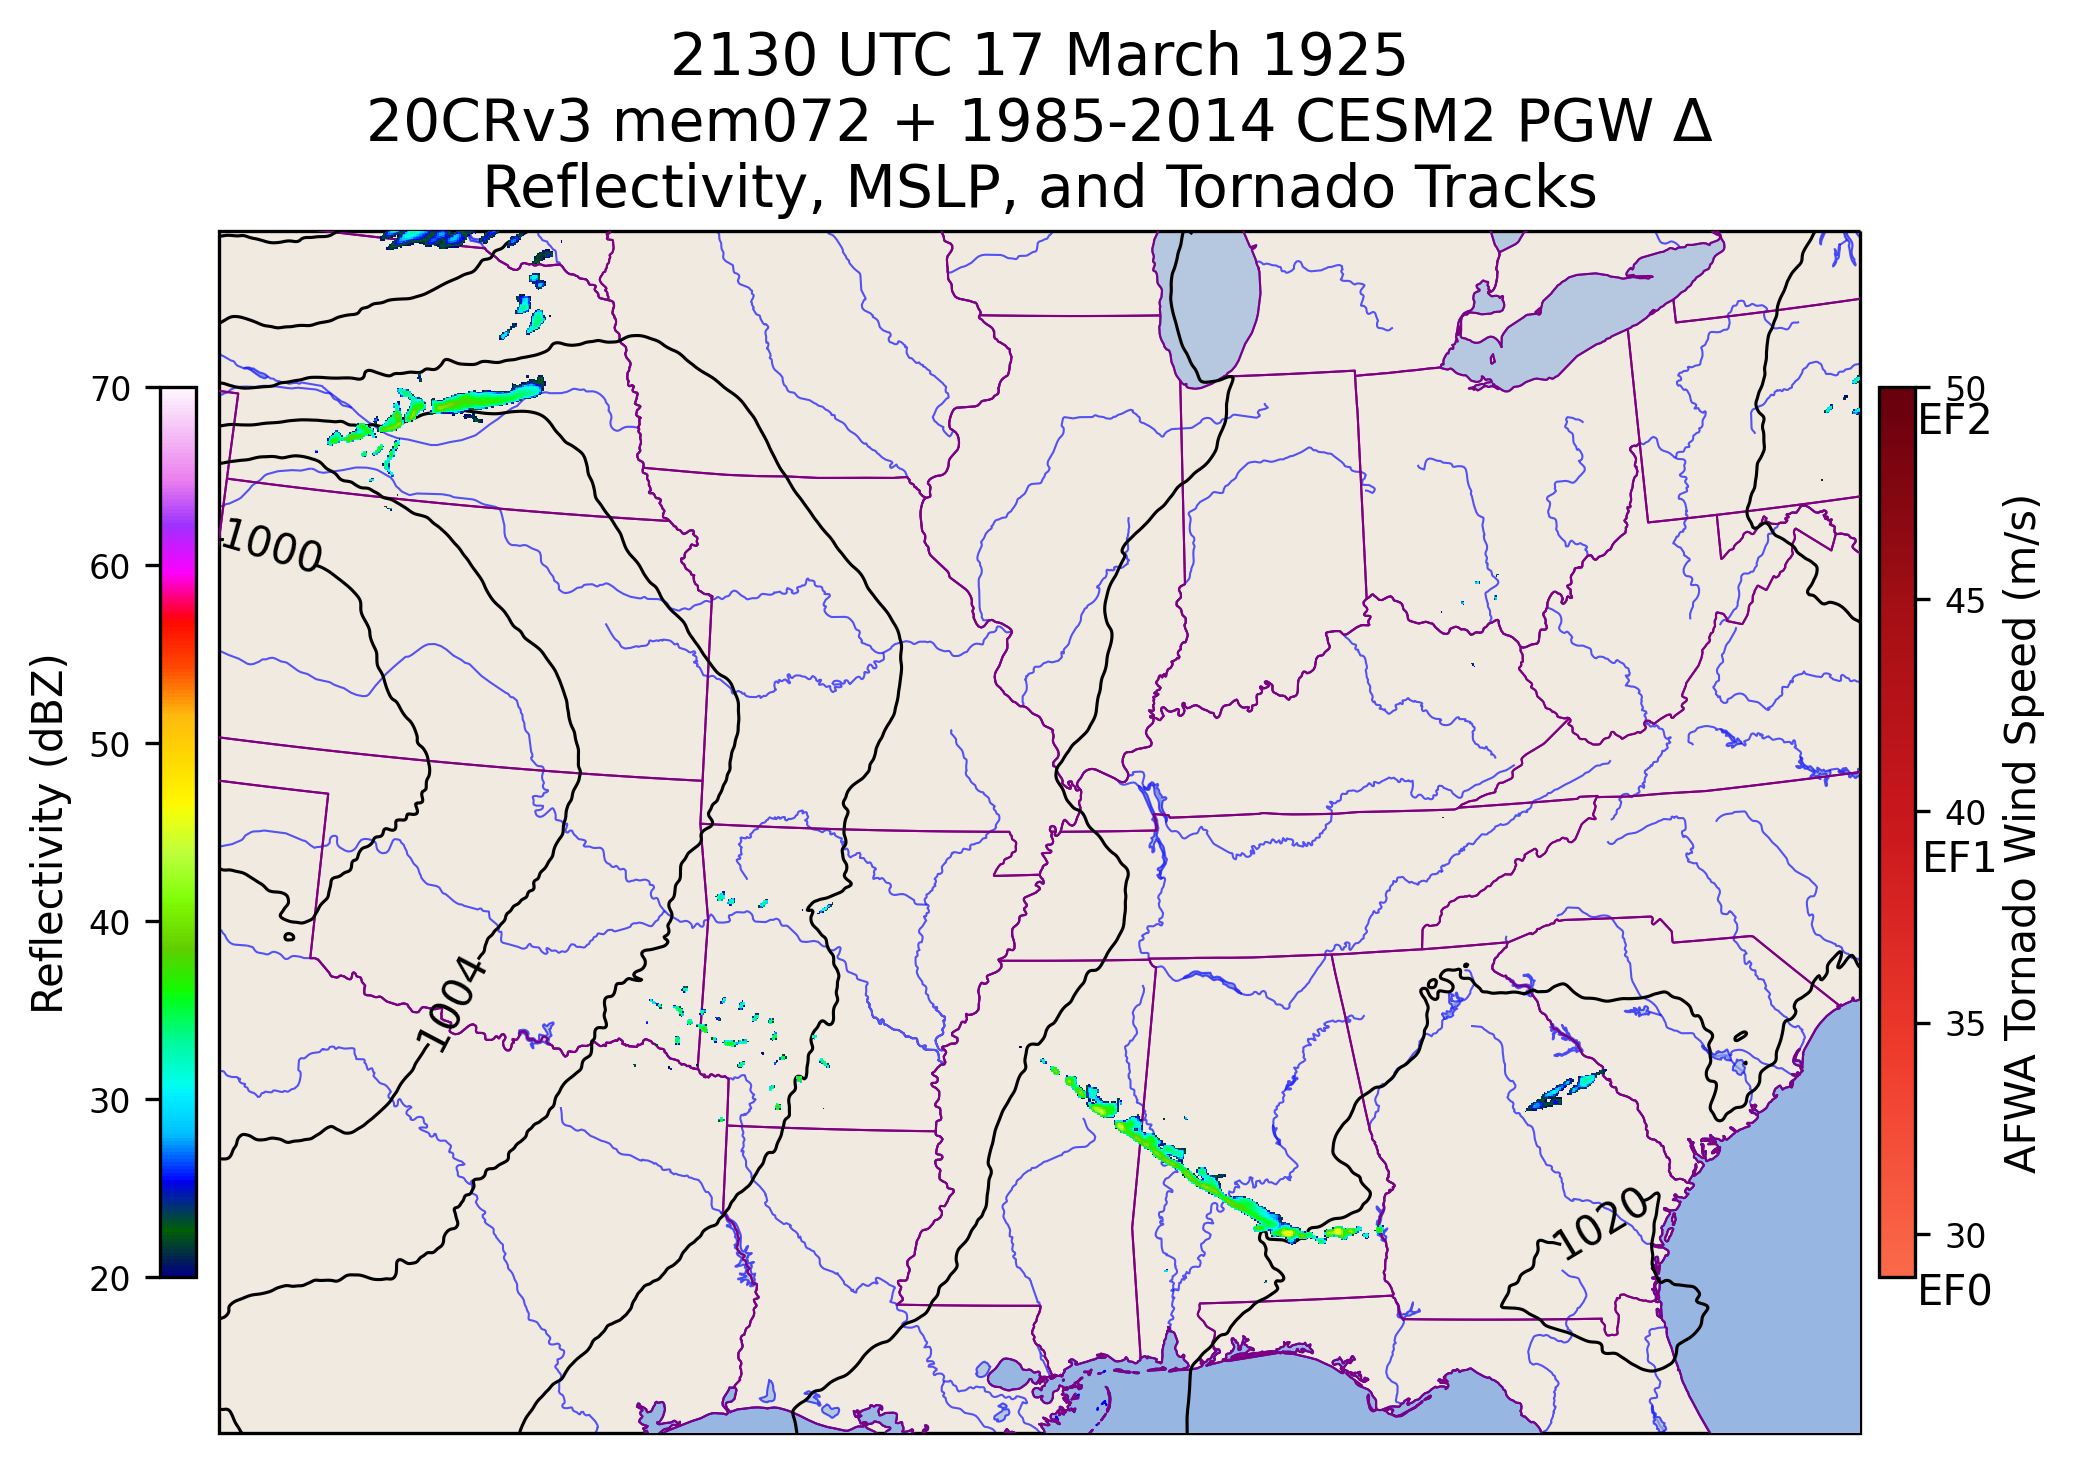 2130 UTC 17 March 1925
20CRv3 mem072 + 1985-2014 CESM2 PGW Δ
Reflectivity, MSLP, and Tornado Tracks
70
60
50
40
30
20
Reflectivity (dBZ)
1000
1004
1020
50
EF2
45
40
EF1
35
30
EF0
AFWA Tornado Wind Speed (m/s)